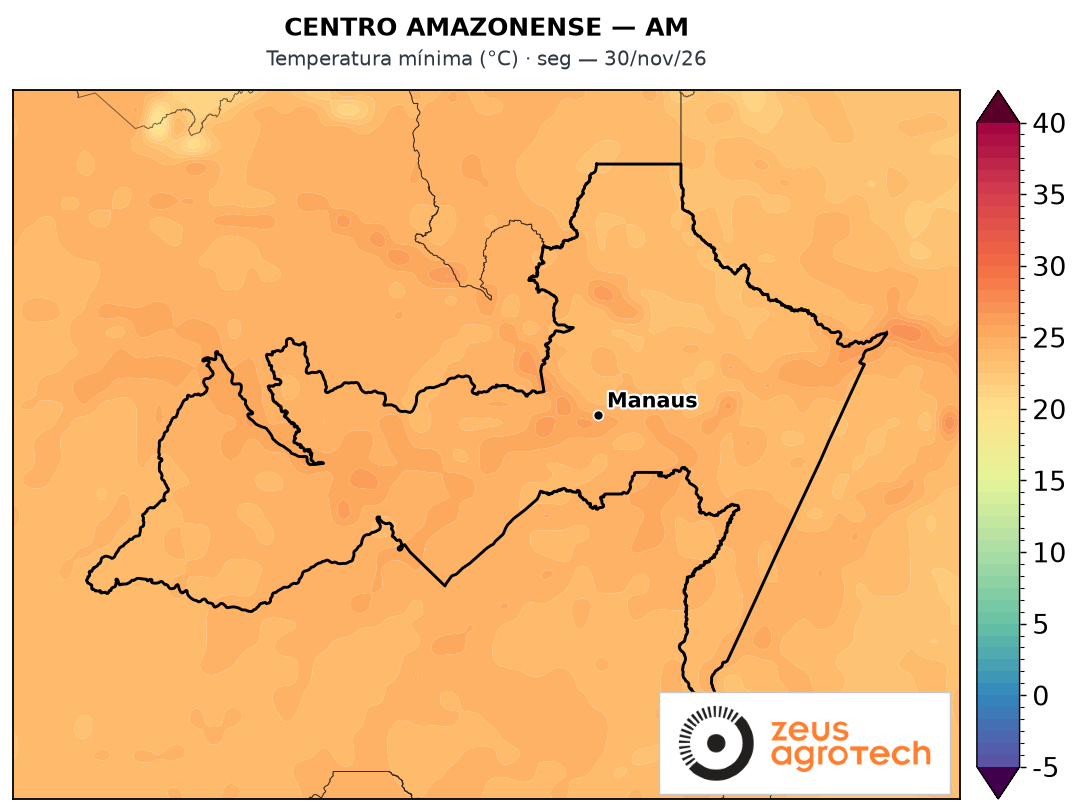 CENTRO AMAZONENSE — AM
Temperatura mínima (°C) · seg — 30/nov/26
40
35
30
25
20
15
10
5
0
-5
Manaus
zeus
agrotech